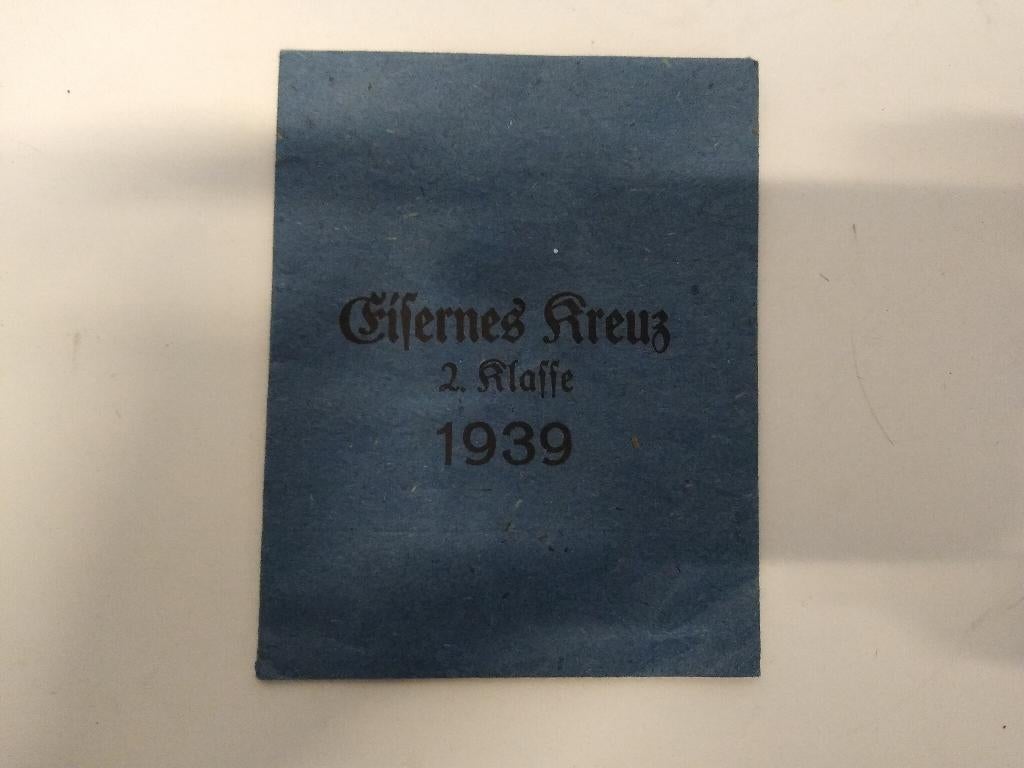 Eiſernes Kreuz
2. Klaſſe
1939